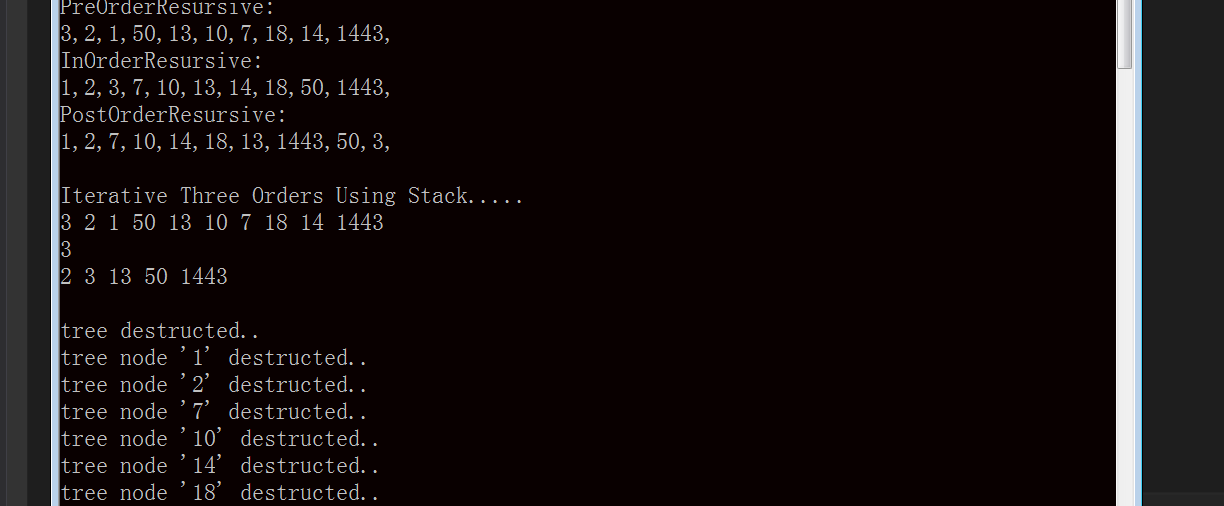 PreOrderResursive:
3,2,1,50,13,10,7,18,14,1443,
InOrderResursive:
1,2,3,7,10,13,14,18,50,1443,
PostOrderResursive:
1,2,7,10,14,18,13,1443,50,3,
Iterative Three Orders Using Stack.....
3 2 1 50 13 10 7 18 14 1443
3
2 3 13 50 1443
tree destructed..
tree node '1' destructed..
tree node '2' destructed..
tree node '7' destructed..
tree node '10' destructed..
tree node '14' destructed..
tree node '18' destructed..